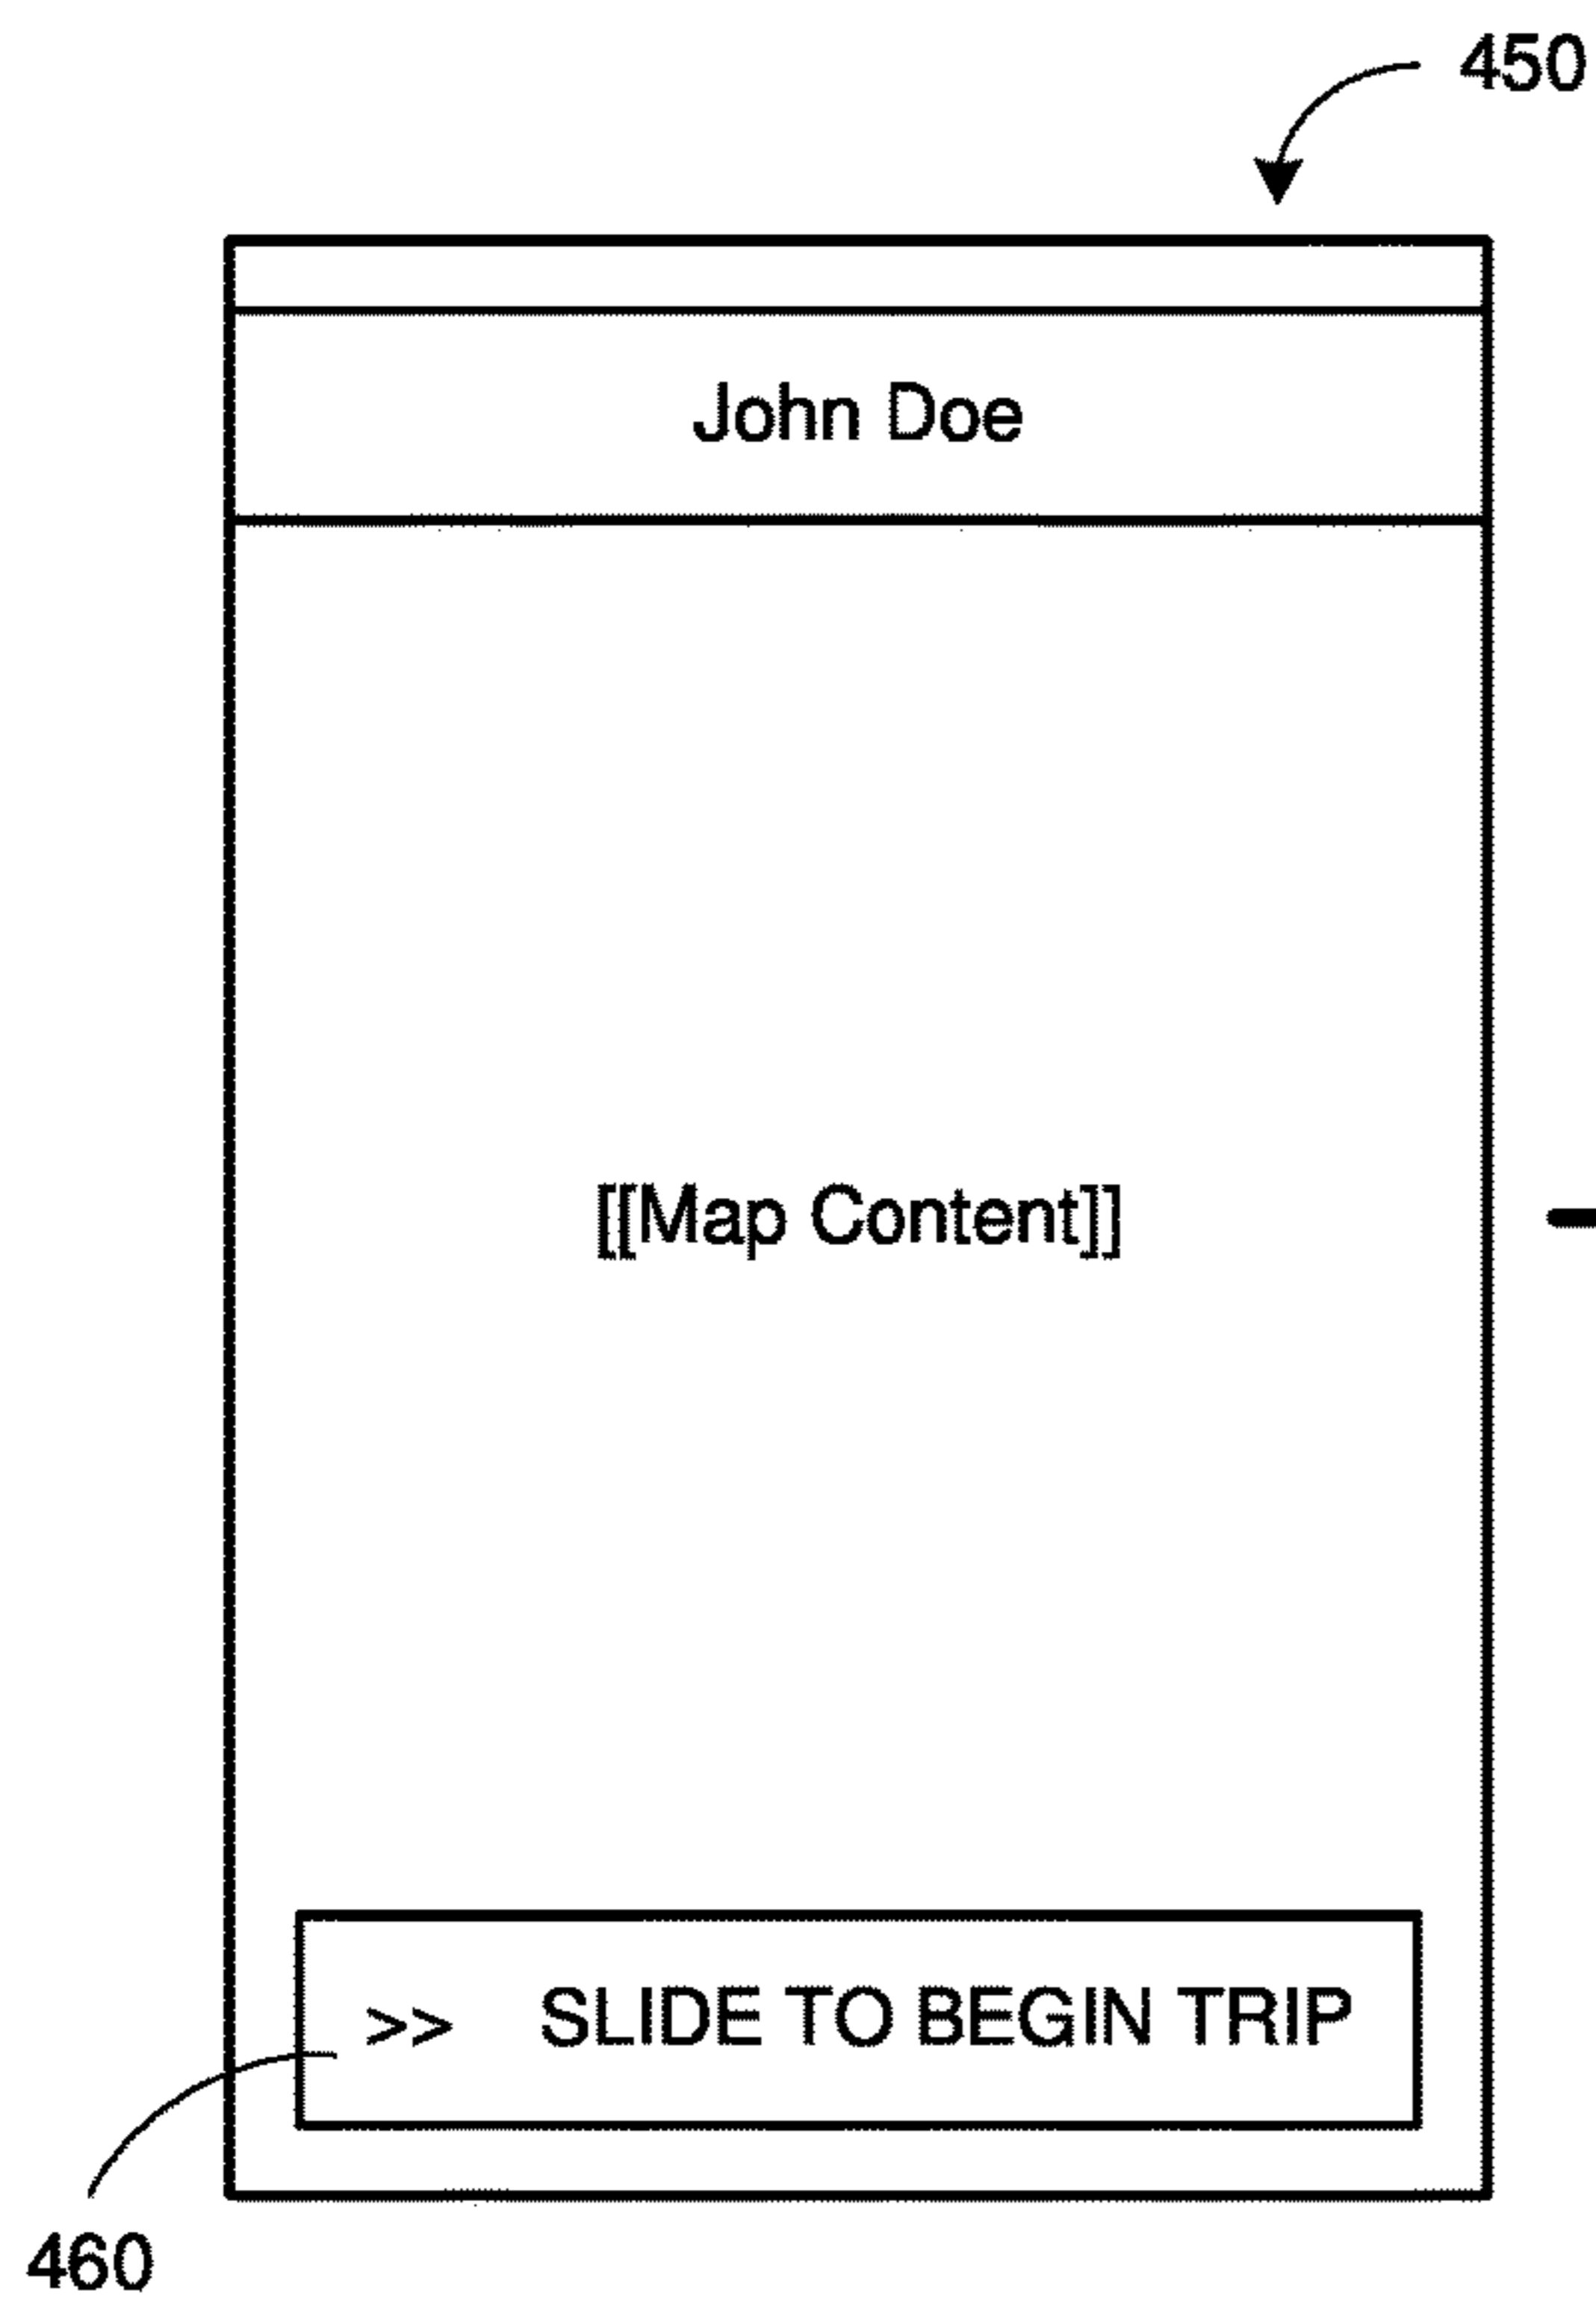 450
John Doe
[[Map Content]]
>> SLIDE TO BEGIN TRIP
460